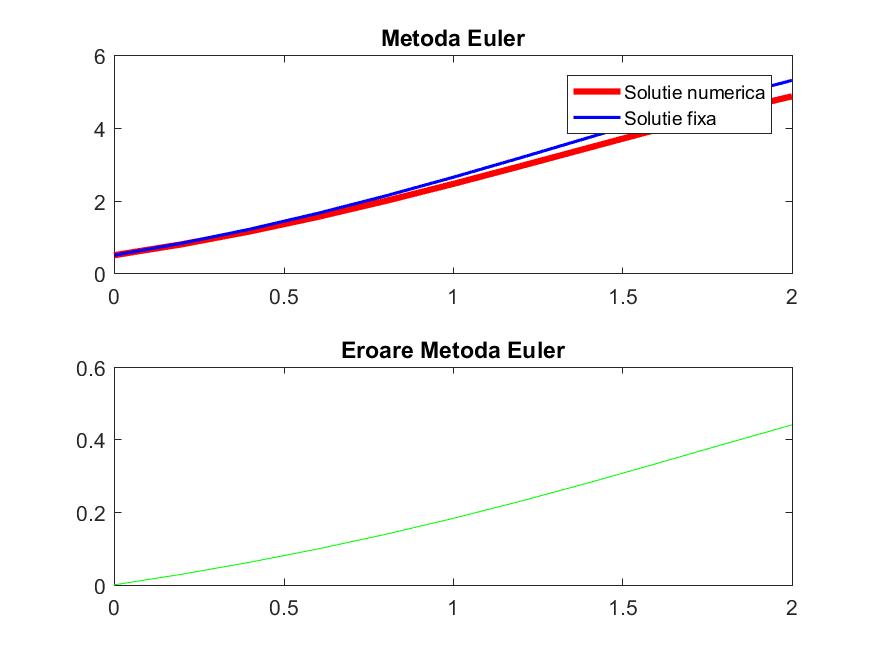 Metoda Euler
6
4
2
0
Solutie numerica
Solutie fixa
0 0.5 1 1.5 2
Eroare Metoda Euler
0.6
0.4
0.2
0
0 0.5 1 1.5 2